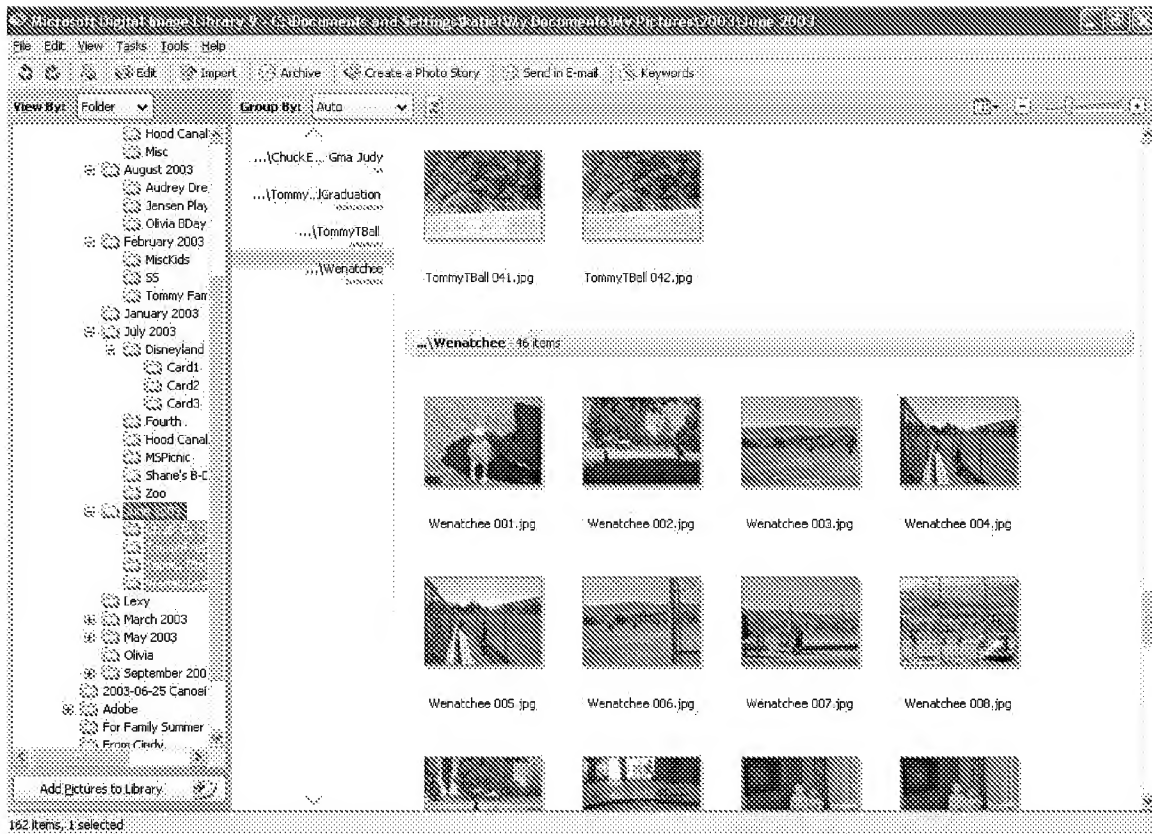 Microsoft Digital Image Library 9 - C:\Documents and Settings\katie\My Documents\My Pictures\2003\June 2003
File Edit View Tasks Tools Help
Edit Import Archive Create a Photo Story Send in E-mail Keywords
View By: Folder
Group By: Auto
Hood Canal
Misc
August 2003
Audrey Dre
Jensen Play
Olivia BDay
February 2003
MiscKids
SS
Tommy Fam
January 2003
July 2003
Disneyland
Card1
Card2
Card3
Fourth
Hood Canal
MSPicnic
Shane's B-D
Zoo
Lexy
March 2003
May 2003
Olivia
September 200
2003-06-25 Canoei
Adobe
For Family Summer
From Cindy
Add Pictures to Library
...\ChuckE... Gma Judy
...\Tommy...lGraduation
...\TommyTBall
...\Wenatchee
TommyTBall 041.jpg TommyTBall 042.jpg
...\Wenatchee - 46 items
Wenatchee 001.jpg Wenatchee 002.jpg Wenatchee 003.jpg Wenatchee 004.jpg
Wenatchee 005.jpg Wenatchee 006.jpg Wenatchee 007.jpg Wenatchee 008.jpg
162 items, 1 selected